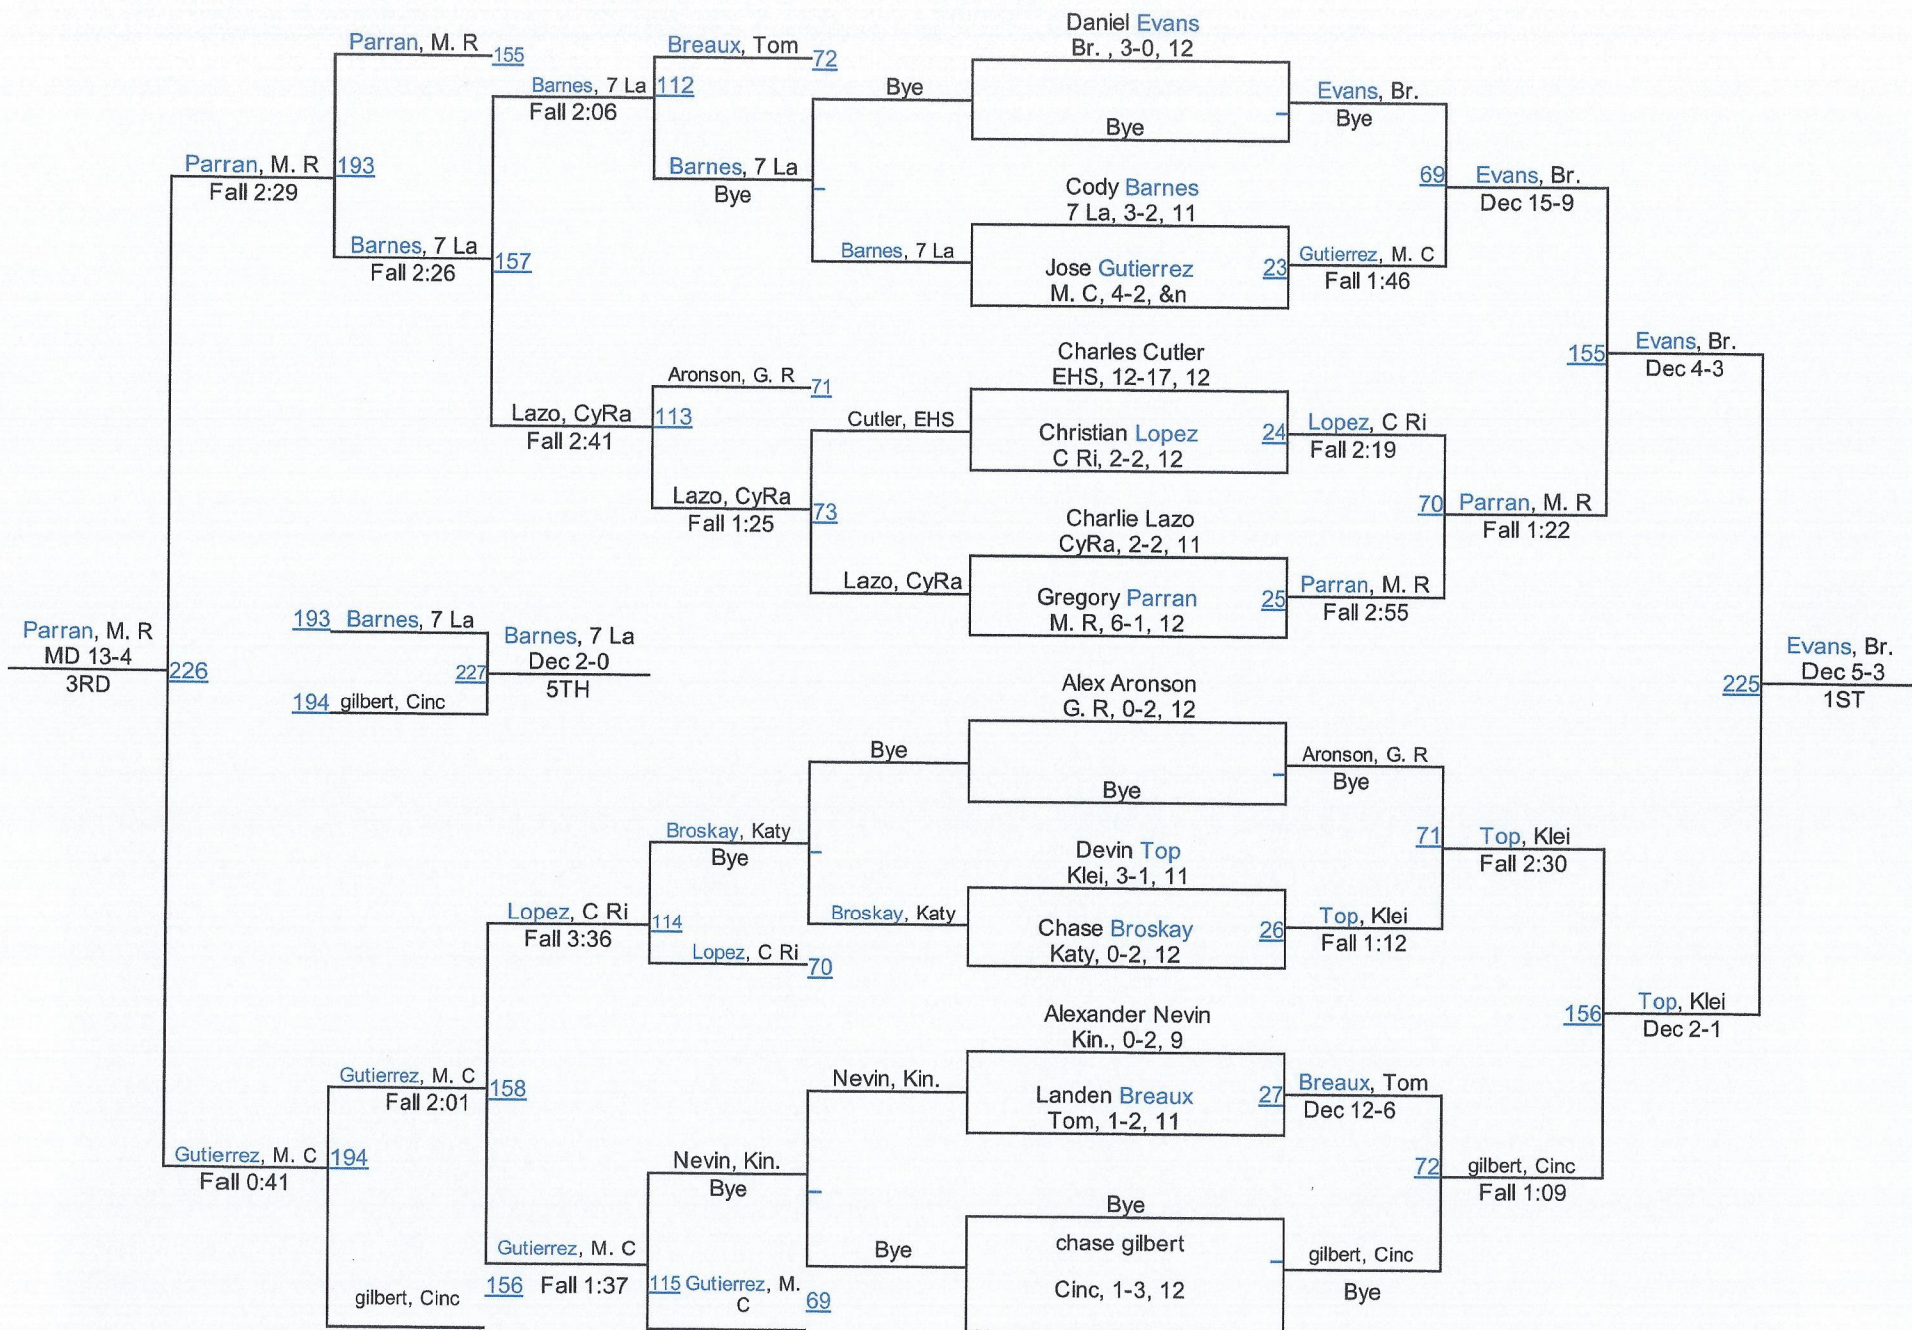 Parran, M. R
155
Parran, M. R
Fall 2:29
193
Barnes, 7 La
Fall 2:26
157
Barnes, 7 La
Fall 2:06
112
Breaux, Tom
72
Barnes, 7 La
Bye
-
Bye
Barnes, 7 La
Lazo, CyRa
Fall 2:41
113
Aronson, G. R
71
Lazo, CyRa
Fall 1:25
73
Cutler, EHS
Lazo, CyRa
Parran, M. R
MD 13-4
3RD
226
193 Barnes, 7 La
194 gilbert, Cinc
227
Barnes, 7 La
Dec 2-0
5TH
Gutierrez, M. C
Fall 0:41
194
Gutierrez, M. C
Fall 2:01
158
gilbert, Cinc
156
Lopez, C Ri
Fall 3:36
114
Broskay, Katy
Bye
-
Lopez, C Ri
70
Bye
Broskay, Katy
Gutierrez, M. C
Fall 1:37
115
Nevin, Kin.
Bye
-
Gutierrez, M.
C
69
Nevin, Kin.
Bye
Daniel Evans
Br. , 3-0, 12
Bye
-
Evans, Br.
Bye
Cody Barnes
7 La, 3-2, 11
Jose Gutierrez
M. C, 4-2, &n
23
Gutierrez, M. C
Fall 1:46
69
Evans, Br.
Dec 15-9
Charles Cutler
EHS, 12-17, 12
Christian Lopez
C Ri, 2-2, 12
24
Lopez, C Ri
Fall 2:19
Charlie Lazo
CyRa, 2-2, 11
Gregory Parran
M. R, 6-1, 12
25
Parran, M. R
Fall 2:55
70
Parran, M. R
Fall 1:22
155
Evans, Br.
Dec 4-3
Alex Aronson
G. R, 0-2, 12
Bye
-
Aronson, G. R
Bye
Devin Top
Klei, 3-1, 11
Chase Broskay
Katy, 0-2, 12
26
Top, Klei
Fall 1:12
71
Top, Klei
Fall 2:30
Alexander Nevin
Kin., 0-2, 9
Landen Breaux
Tom, 1-2, 11
27
Breaux, Tom
Dec 12-6
Bye
chase gilbert
Cinc, 1-3, 12
-
gilbert, Cinc
Bye
72
gilbert, Cinc
Fall 1:09
156
Top, Klei
Dec 2-1
225
Evans, Br.
Dec 5-3
1ST